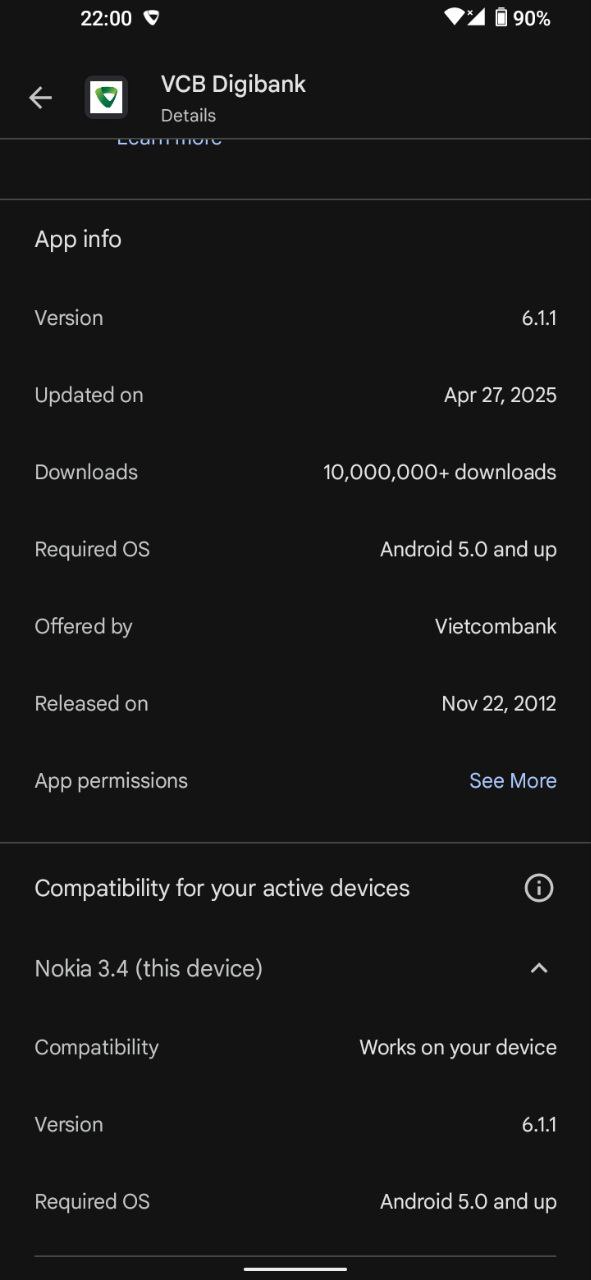 22:00
90%
VCB Digibank
Details
Learn more
App info
Version 6.1.1
Updated on Apr 27, 2025
Downloads 10,000,000+ downloads
Required OS Android 5.0 and up
Offered by Vietcombank
Released on Nov 22, 2012
App permissions See More
Compatibility for your active devices
Nokia 3.4 (this device)
Compatibility Works on your device
Version 6.1.1
Required OS Android 5.0 and up